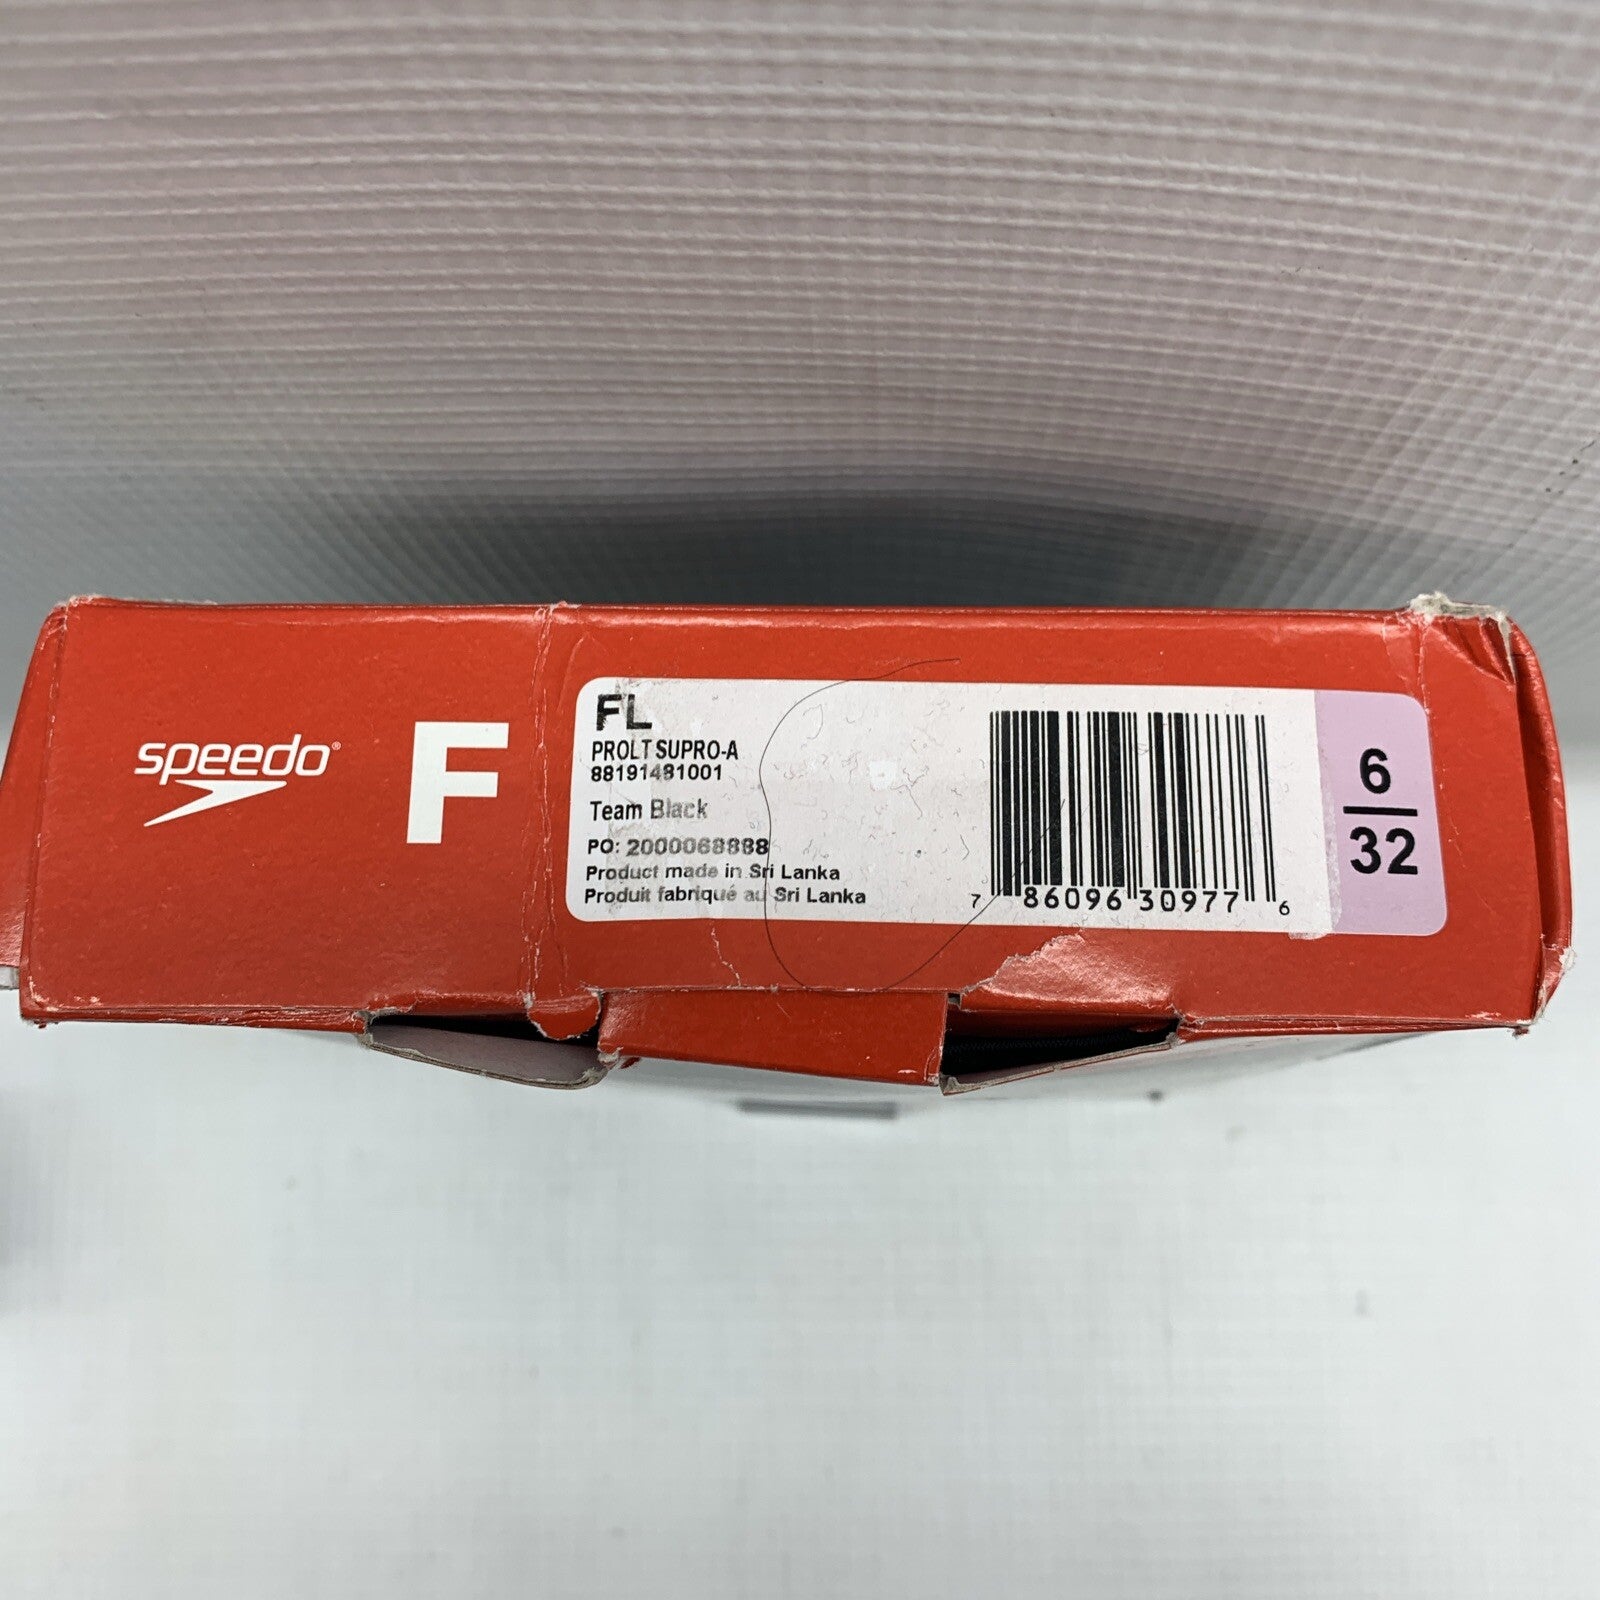 speedo®
F
FL
PROLT SUPRO-A
88191481001
Team Black
PO: 2000068888
Product made in Sri Lanka
Produit fabriqué au Sri Lanka
7 86096 30977 6
6
32